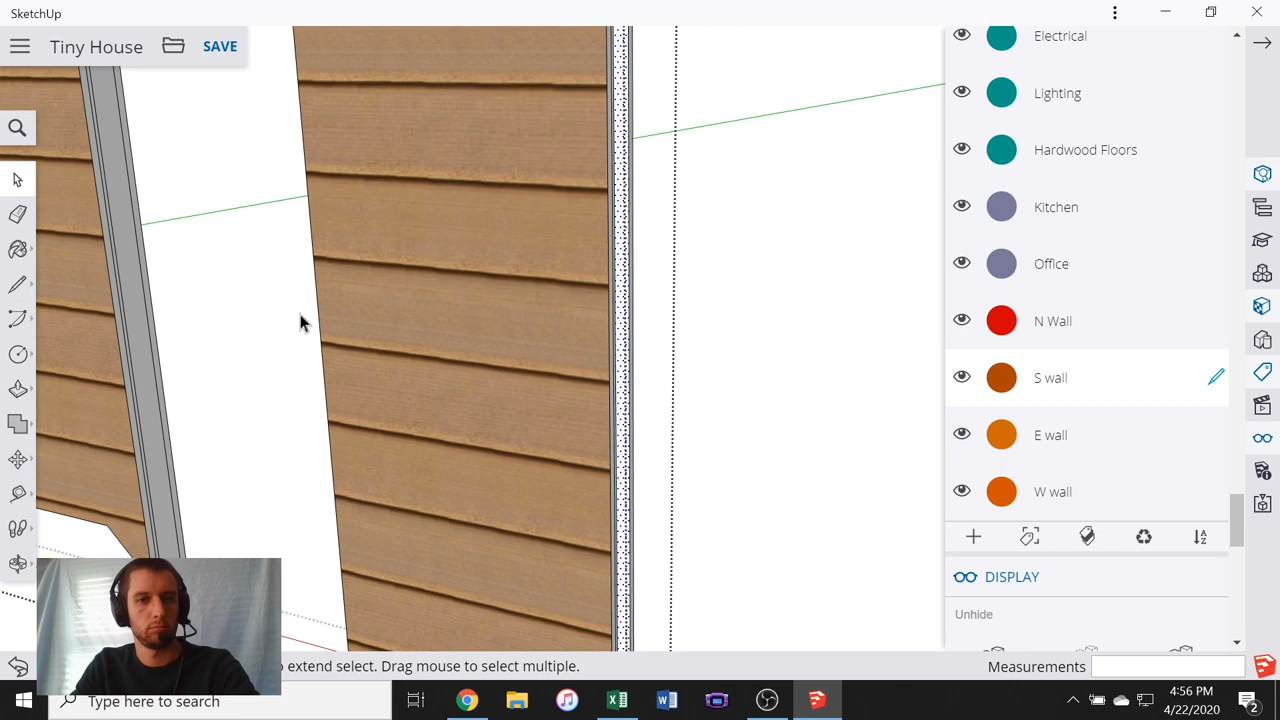 SketchUp
Tiny House
SAVE
Electrical
Lighting
Hardwood Floors
Kitchen
Office
N Wall
S wall
E wall
W wall
A
Z
DISPLAY
Unhide
extend select. Drag mouse to select multiple.
Measurements
Type here to search
4:56 PM
4/22/2020
2